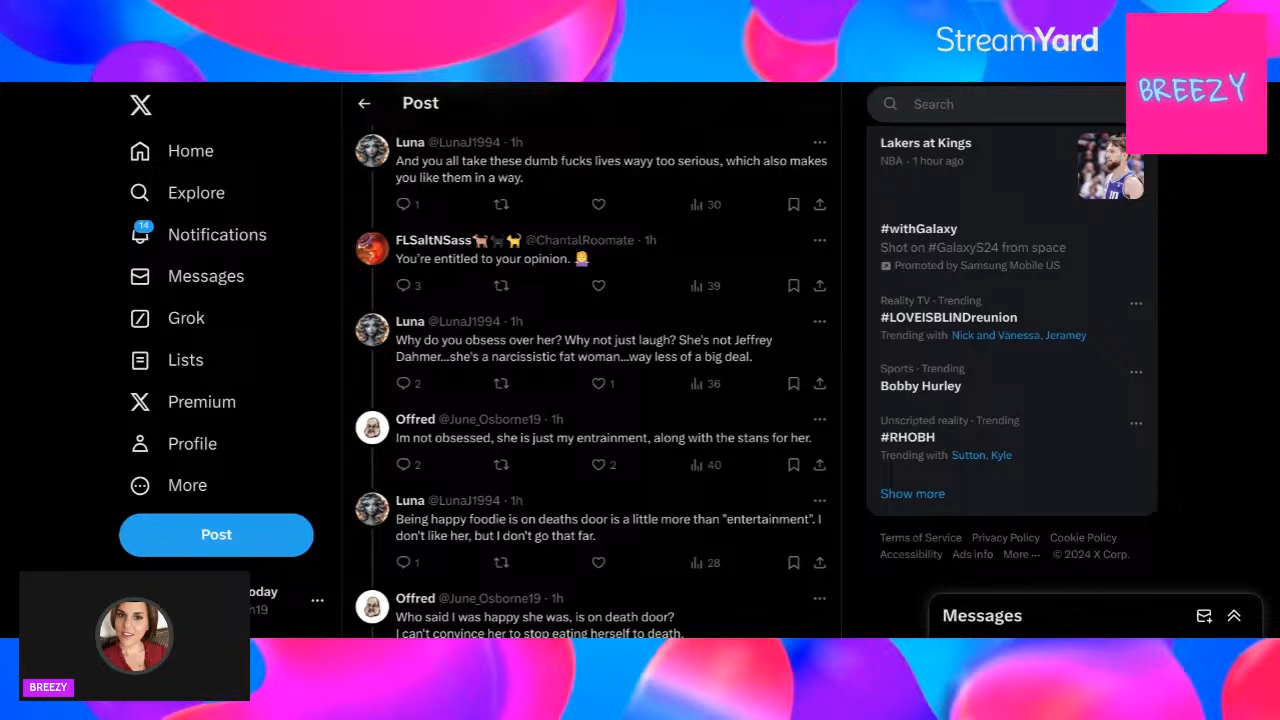 StreamYard
BREEZY
X
Home
Explore
14
Notifications
Messages
Grok
Lists
Premium
Profile
More
Post
oday
n19
BREEZY
Post
Luna @LunaJ1994 · 1h
And you all take these dumb fucks lives wayy too serious, which also makes
you like them in a way.
1
30
FLSaltNSass @ChantalRoomate · 1h
You're entitled to your opinion.
3
39
Luna @LunaJ1994 · 1h
Why do you obsess over her? Why not just laugh? She's not Jeffrey
Dahmer...she's a narcissistic fat woman...way less of a big deal.
2
1
36
Offred @June_Osborne19 · 1h
Im not obsessed, she is just my entrainment, along with the stans for her.
2
2
40
Luna @LunaJ1994 · 1h
Being happy foodie is on deaths door is a little more than "entertainment". I
don't like her, but I don't go that far.
1
28
Offred @June_Osborne19 · 1h
Who said I was happy she was, is on death door?
I can't convince her to stop eating herself to death.
Search
Lakers at Kings
NBA · 1 hour ago
#withGalaxy
Shot on #GalaxyS24 from space
Promoted by Samsung Mobile US
Reality TV · Trending
#LOVEISBLINDreunion
Trending with Nick and Vanessa, Jeramey
Sports · Trending
Bobby Hurley
Unscripted reality · Trending
#RHOBH
Trending with Sutton, Kyle
Show more
Terms of Service Privacy Policy Cookie Policy
Accessibility Ads info More ··· © 2024 X Corp.
Messages